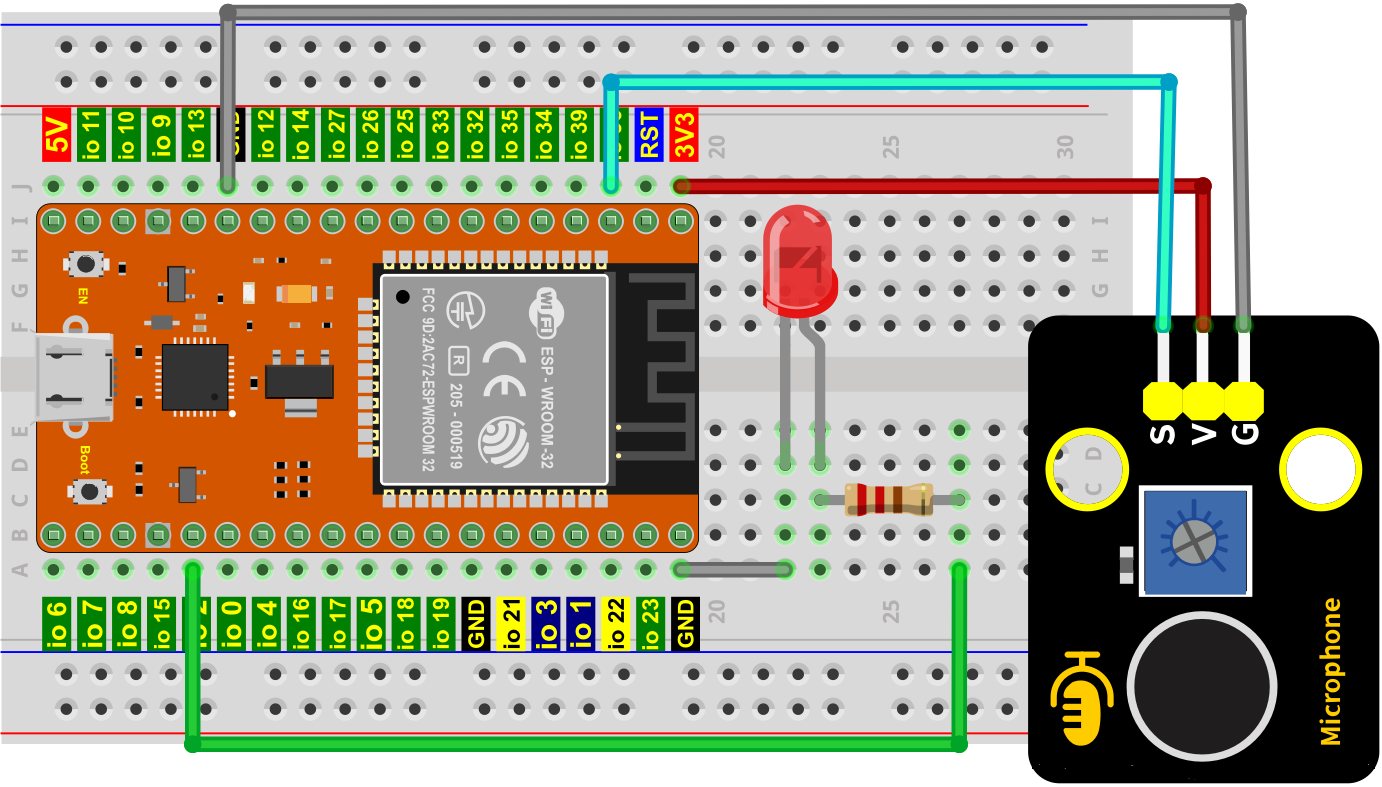 5V
io 11
io 10
io 9
io 13
GND
io 12
io 14
io 27
io 26
io 25
io 33
io 32
io 35
io 34
io 39
RST
3V3
20
25
30
J
I
H
G
F
E
D
C
B
A
I
H
G
D
C
EN
Boot
FCC 9D:2AC72-ESPWROOM 32
R
205 - 000519
CE
Wi Fi
ESP - WROOM-32
S
V
G
Microphone
io 6
io 7
io 8
io 15
io 2
io 0
io 4
io 16
io 17
io 5
io 18
io 19
GND
io 21
io 3
io 1
io 22
io 23
GND
20
25